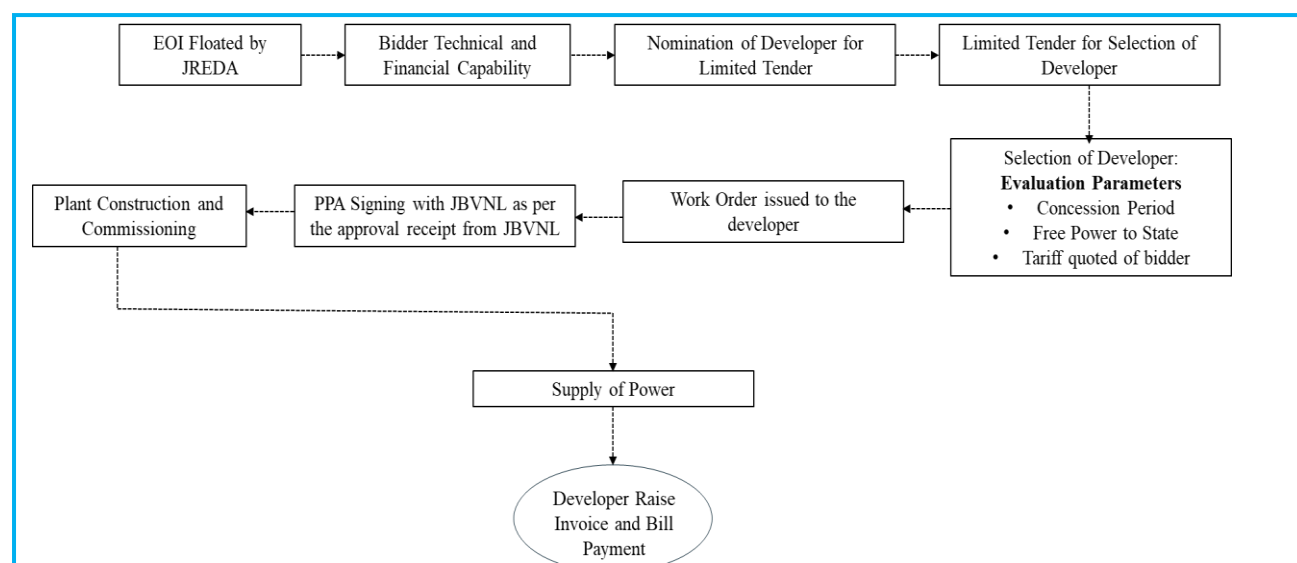 EOI Floated by
JREDA
Bidder Technical and
Financial Capability
Nomination of Developer for
Limited Tender
Limited Tender for Selection of
Developer
Selection of Developer:
Evaluation Parameters
• Concession Period
• Free Power to State
• Tariff quoted of bidder
Work Order issued to the
developer
PPA Signing with JBVNL as per
the approval receipt from JBVNL
Plant Construction and
Commissioning
Supply of Power
Developer Raise
Invoice and Bill
Payment